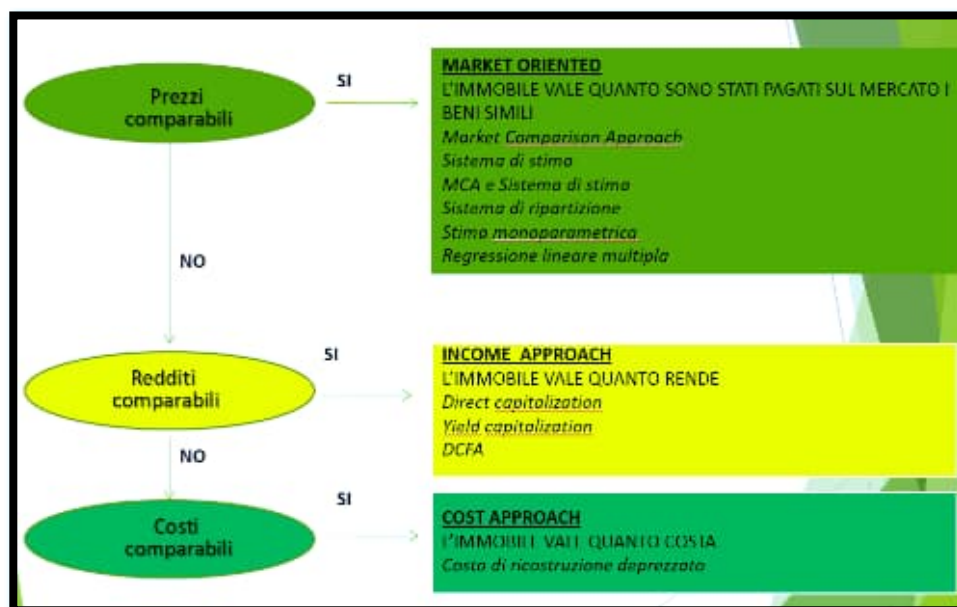 Prezzi
comparabili
SI
MARKET ORIENTED
L'IMMOBILE VALE QUANTO SONO STATI PAGATI SUL MERCATO I
BENI SIMILI
Market Comparison Approach
Sistema di stima
MCA e Sistema di stima
Sistema di ripartizione
Stima monoparametrica
Regressione lineare multipla
NO
Redditi
comparabili
SI
INCOME APPROACH
L'IMMOBILE VALE QUANTO RENDE
Direct capitalization
Yield capitalization
DCFA
NO
Costi
comparabili
SI
COST APPROACH
L'IMMOBILE VALE QUANTO COSTA
Costo di ricostruzione deprezzato